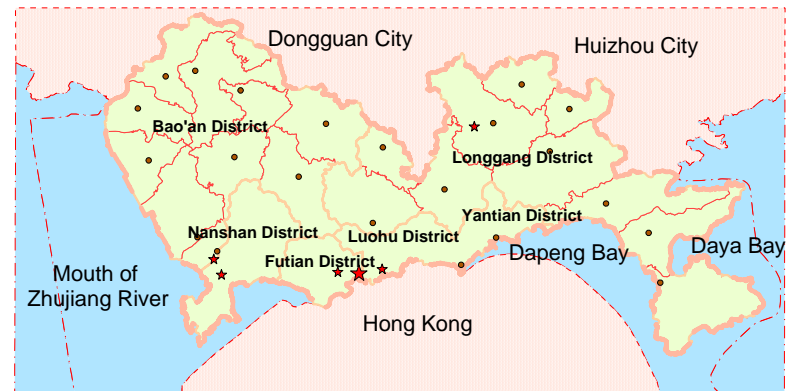 Dongguan City
Huizhou City
Bao'an District
Longgang District
Yantian District
Nanshan District
Luohu District
Futian District
Dapeng Bay
Daya Bay
Mouth of
Zhujiang River
Hong Kong